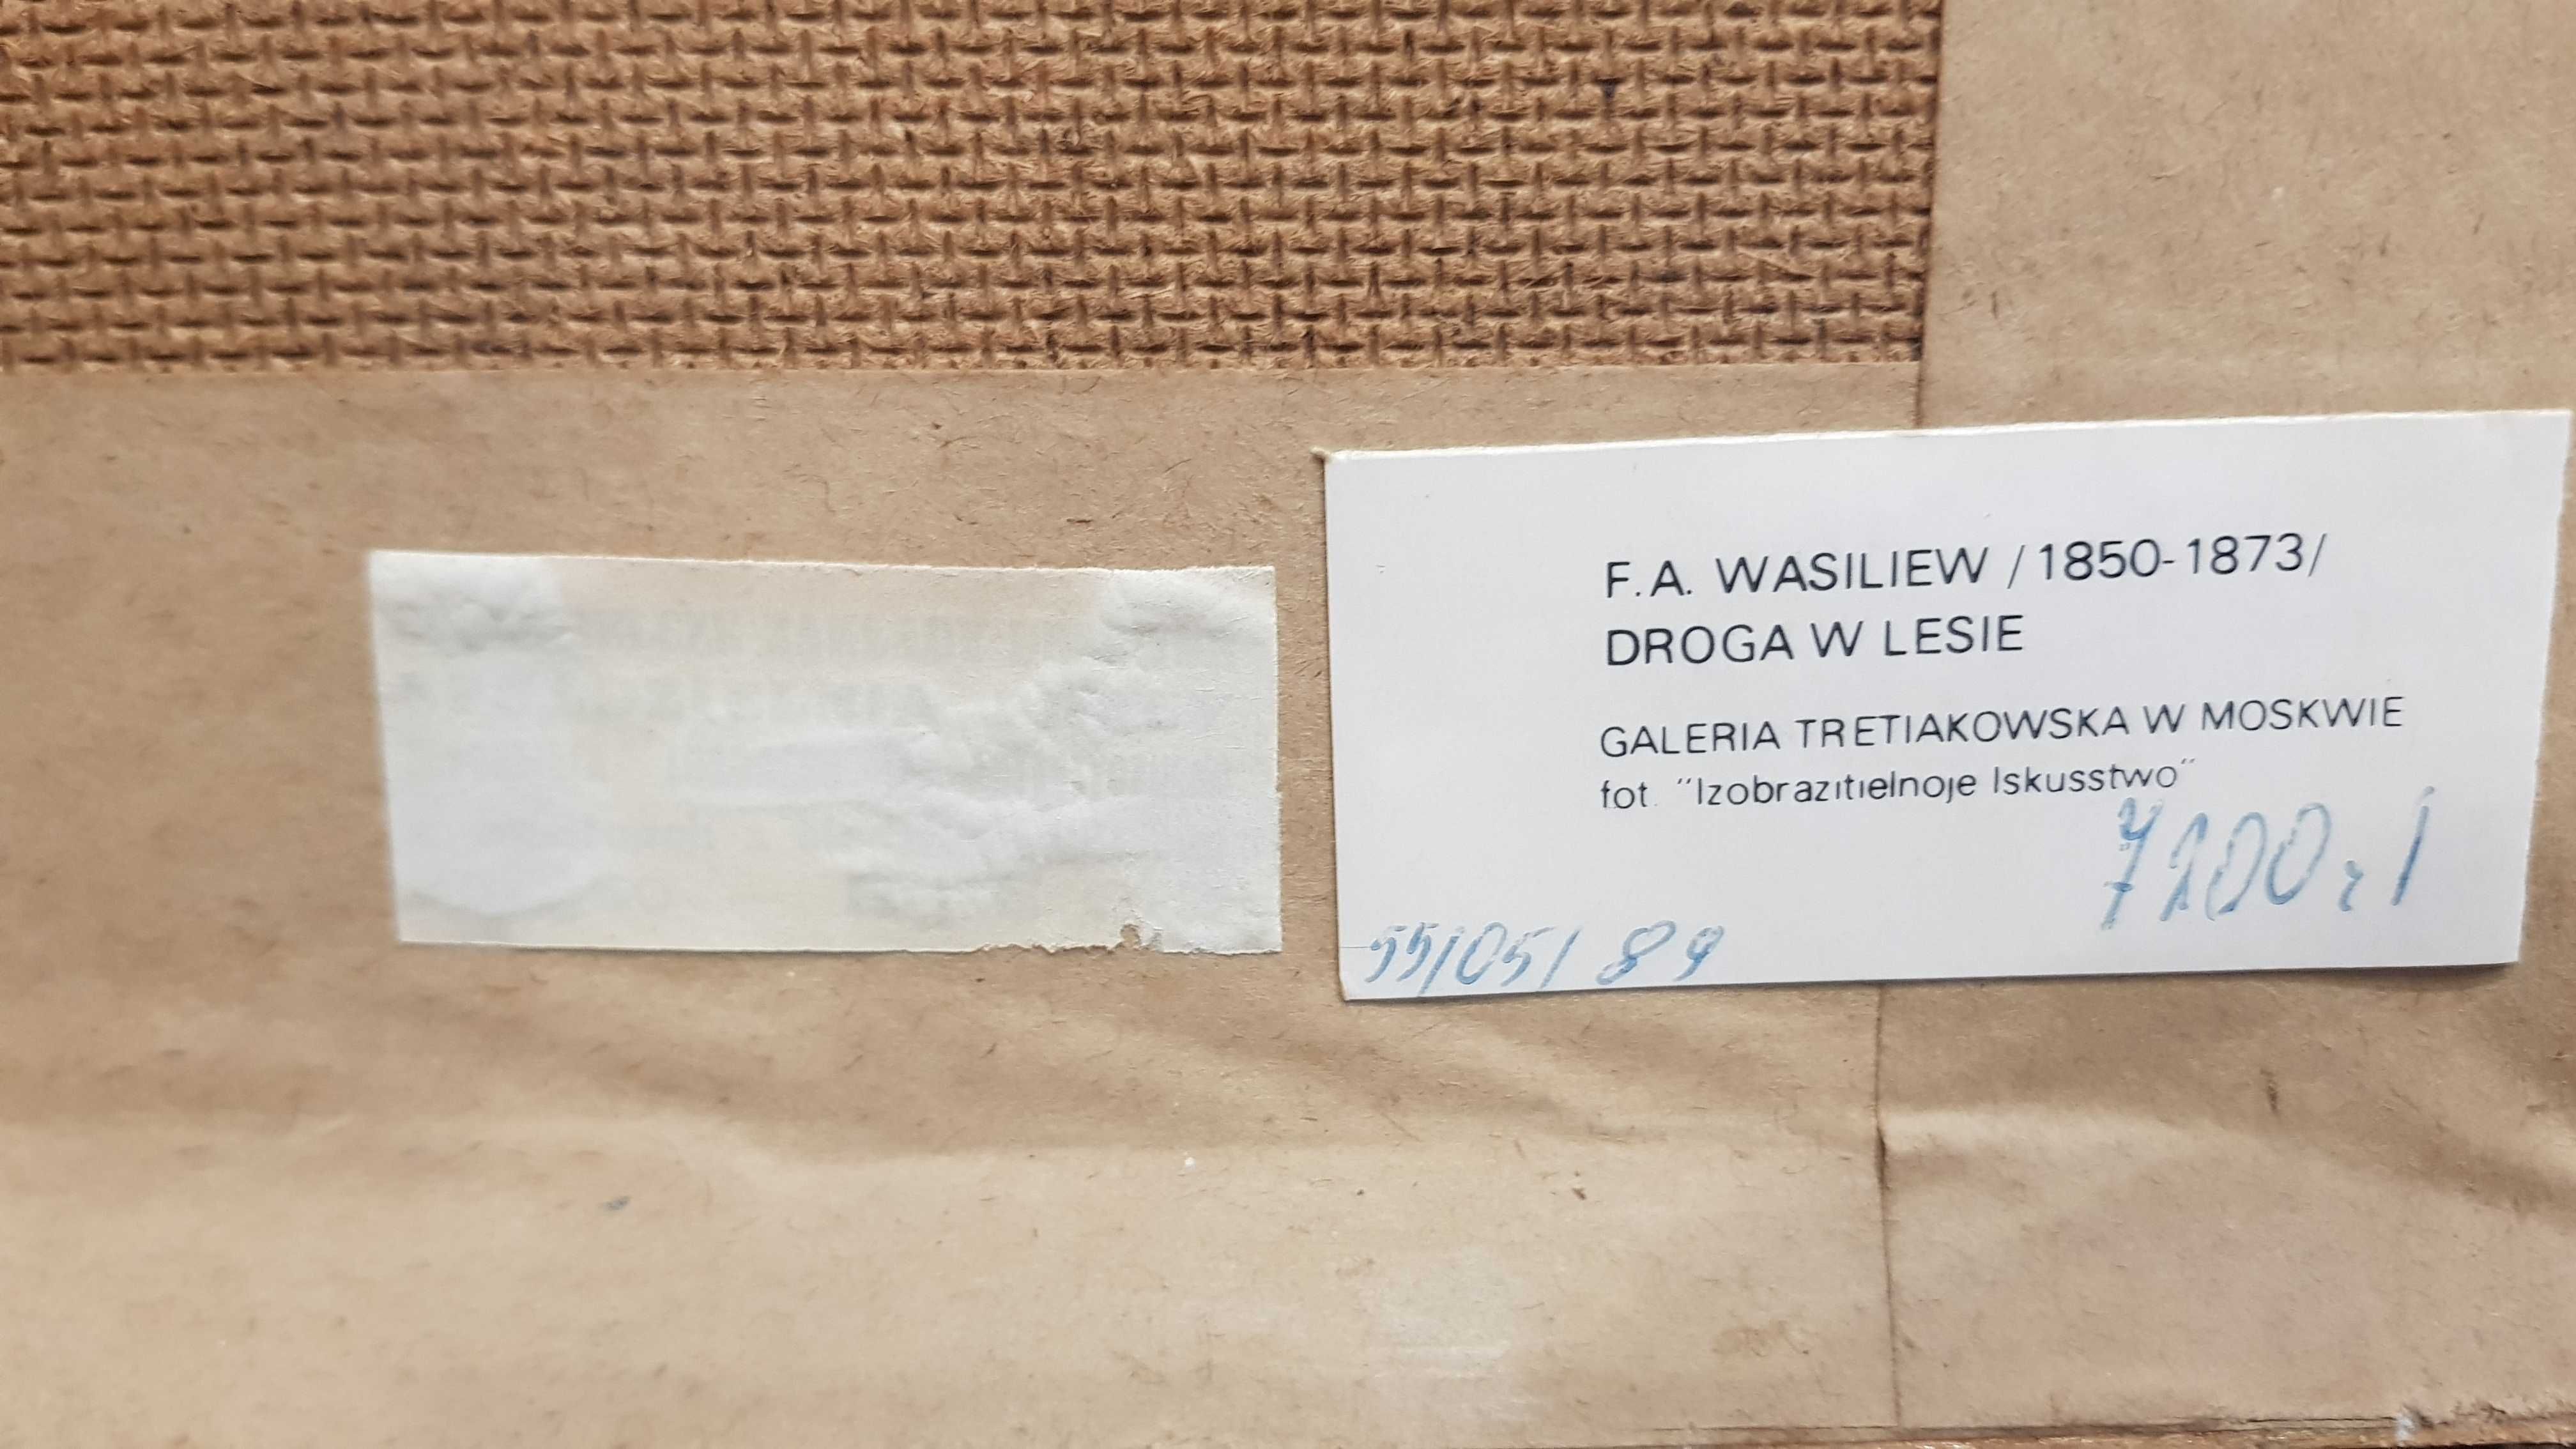 F.A. WASILIEW /1850-1873/
DROGA W LESIE
GALERIA TRETIAKOWSKA W MOSKWIE
fot. "Izobrazitielnoje Iskusstwo"
7200 zł
55/05/89